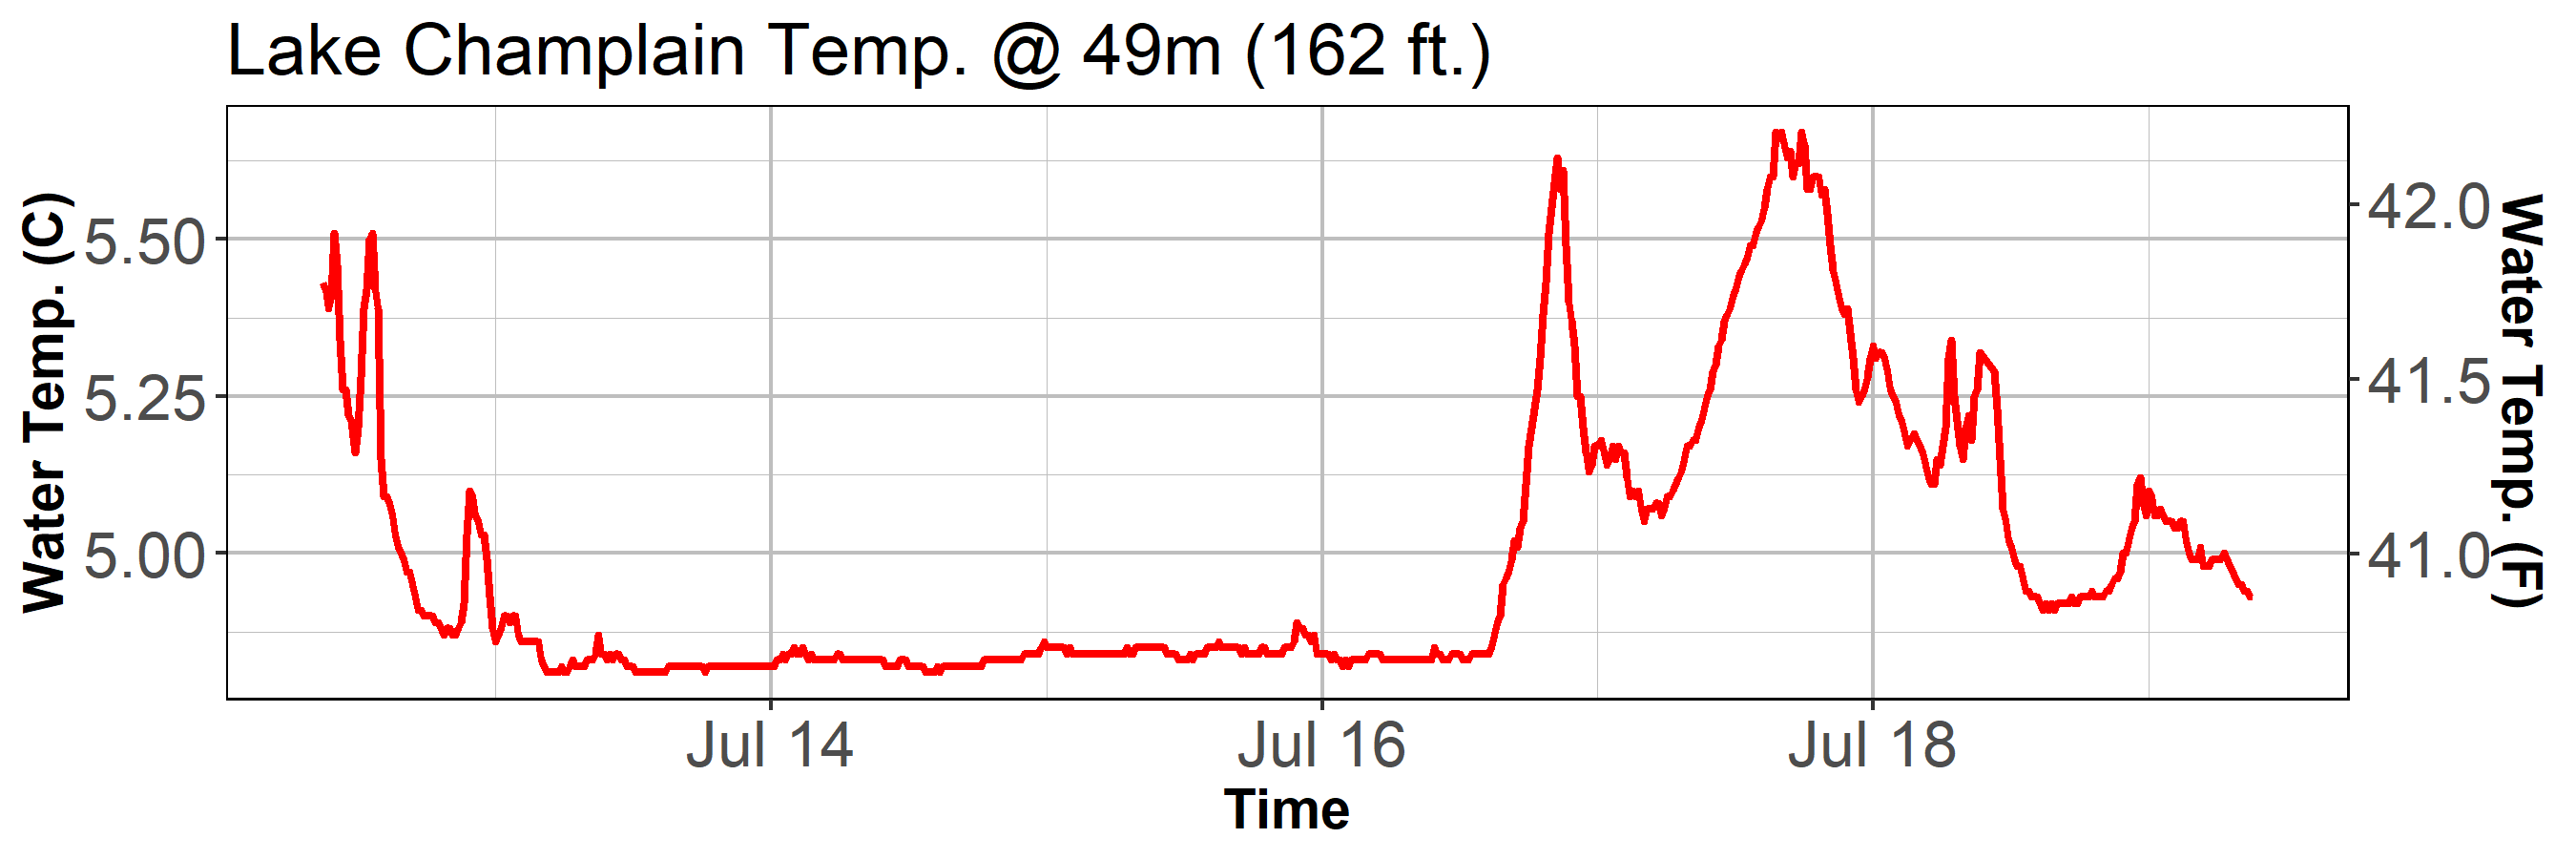 Lake Champlain Temp. @ 49m (162 ft.)
Water Temp. (C)
5.50
5.25
5.00
42.0
41.5
41.0
Water Temp. (F)
Jul 14
Jul 16
Jul 18
Time